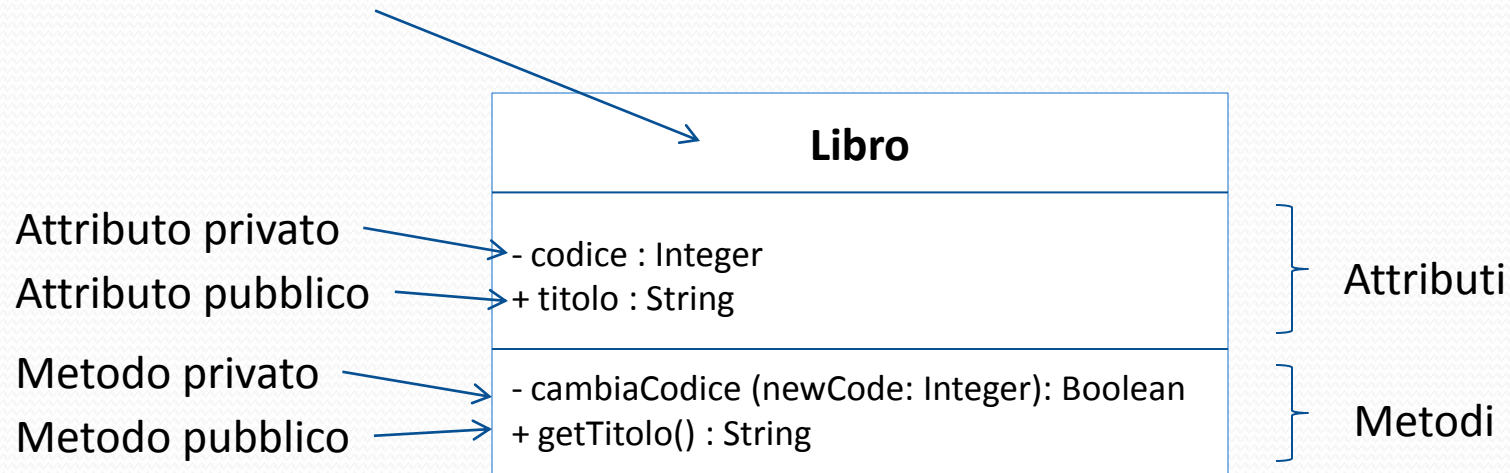 Libro
Attributo privato
- codice : Integer
Attributo pubblico
+ titolo : String
Attributi
Metodo privato
- cambiaCodice (newCode: Integer): Boolean
Metodo pubblico
+ getTitolo() : String
Metodi